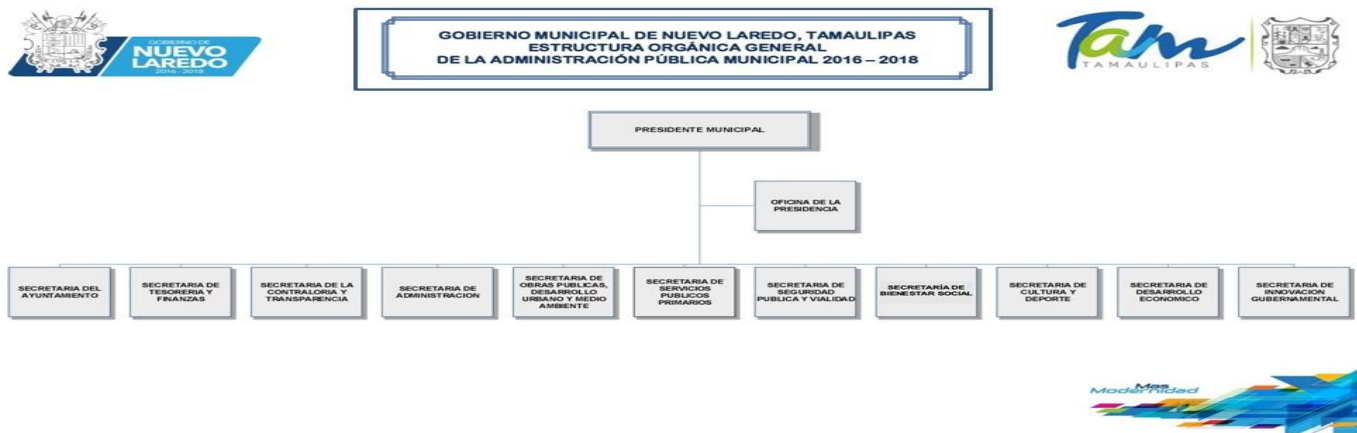 GOBIERNO DE
NUEVO
LAREDO
2016 - 2018
GOBIERNO MUNICIPAL DE NUEVO LAREDO, TAMAULIPAS
ESTRUCTURA ORGÁNICA GENERAL
DE LA ADMINISTRACIÓN PÚBLICA MUNICIPAL 2016 – 2018
Tam
TAMAULIPAS
PRESIDENTE MUNICIPAL
OFICINA DE LA
PRESIDENCIA
SECRETARIA DEL
AYUNTAMIENTO
SECRETARIA DE
TESORERIA Y
FINANZAS
SECRETARIA DE LA
CONTRALORIA Y
TRANSPARENCIA
SECRETARIA DE
ADMINISTRACION
SECRETARIA DE
OBRAS PUBLICAS,
DESARROLLO
URBANO Y MEDIO
AMBIENTE
SECRETARIA DE
SERVICIOS
PUBLICOS
PRIMARIOS
SECRETARIA DE
SEGURIDAD
PUBLICA Y VIALIDAD
SECRETARÍA DE
BIENESTAR SOCIAL
SECRETARIA DE
CULTURA Y
DEPORTE
SECRETARIA DE
DESARROLLO
ECONOMICO
SECRETARIA DE
INNOVACION
GUBERNAMENTAL
Mas
Modernidad